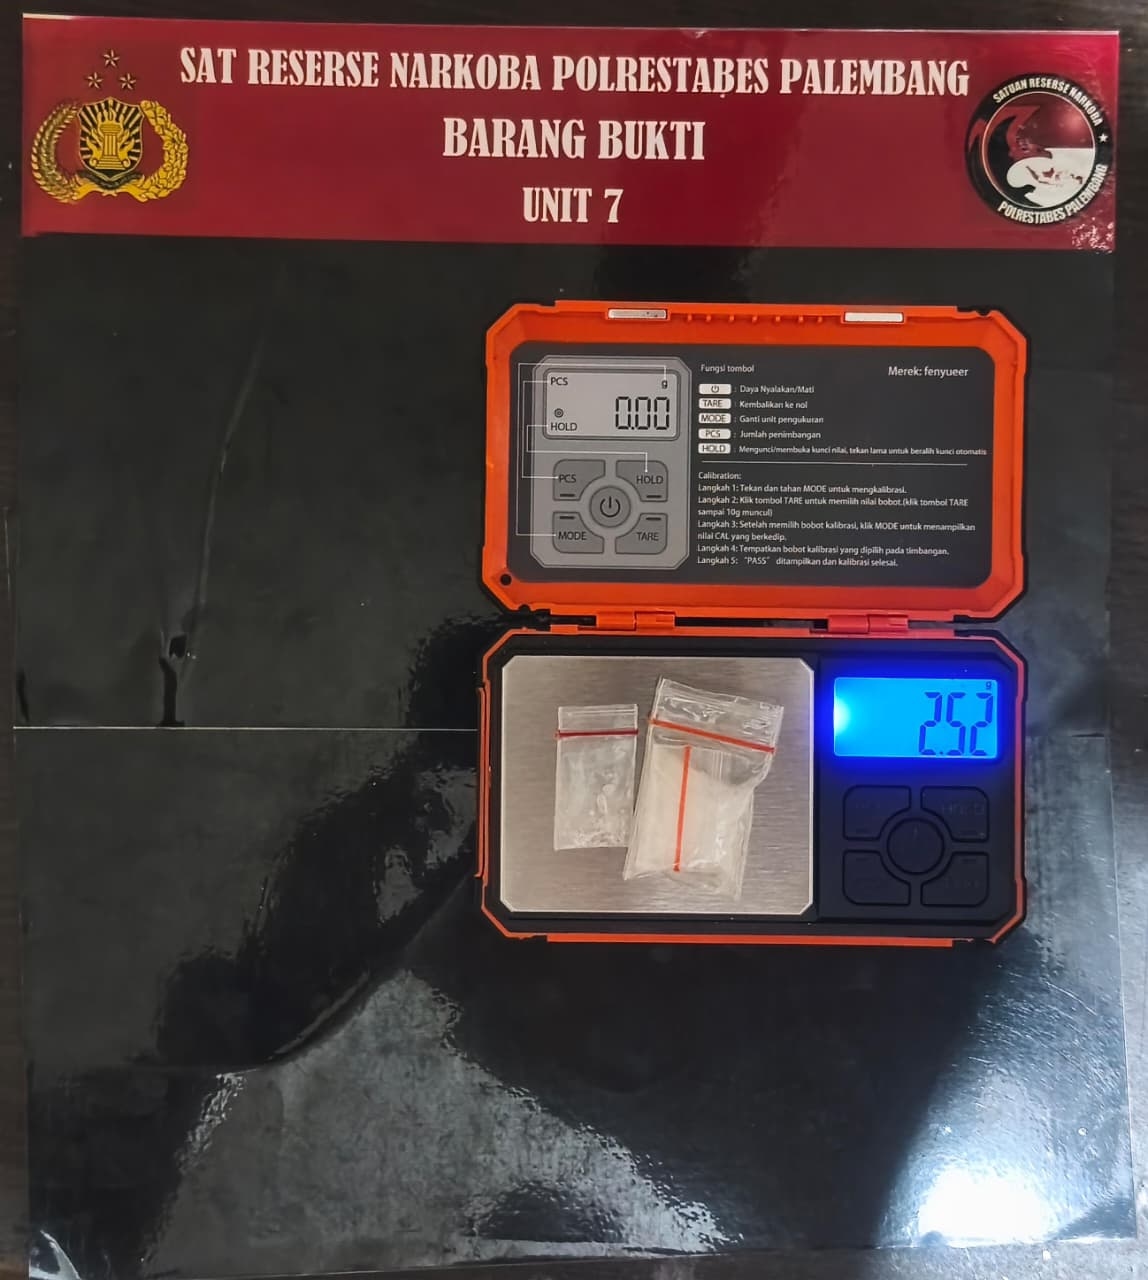 SAT RESERSE NARKOBA POLRESTABES PALEMBANG
BARANG BUKTI
UNIT 7
SATUAN RESERSE NARKOBA
POLRESTABES PALEMBANG
PCS g
0.00
HOLD
PCS HOLD
MODE TARE
Fungsi tombol Merek: fenyueer
: Daya Nyalakan/Mati
TARE : Kembalikan ke nol
MODE : Ganti unit pengukuran
PCS : Jumlah penimbangan
HOLD : Mengunci/membuka kunci nilai, tekan lama untuk beralih kunci otomatis
Calibration:
Langkah 1: Tekan dan tahan MODE untuk mengkalibrasi.
Langkah 2: Klik tombol TARE untuk memilih nilai bobot.(klik tombol TARE
sampai 10g muncul)
Langkah 3: Setelah memilih bobot kalibrasi, klik MODE untuk menampilkan
nilai CAL yang berkedip.
Langkah 4: Tempatkan bobot kalibrasi yang dipilih pada timbangan.
Langkah 5: "PASS" ditampilkan dan kalibrasi selesai.
g
2.52